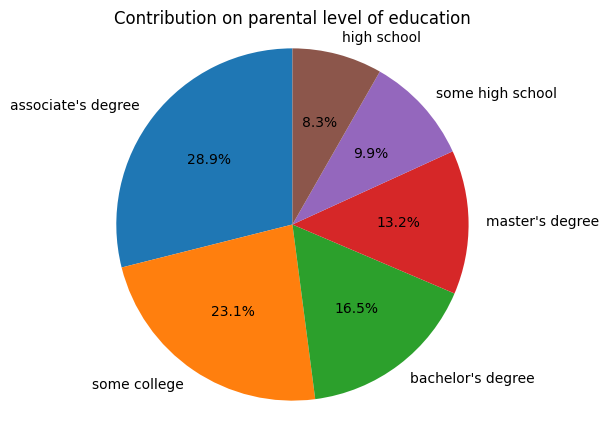 Contribution on parental level of education
high school
some high school
associate's degree
8.3%
9.9%
28.9%
master's degree
13.2%
23.1%
16.5%
some college
bachelor's degree